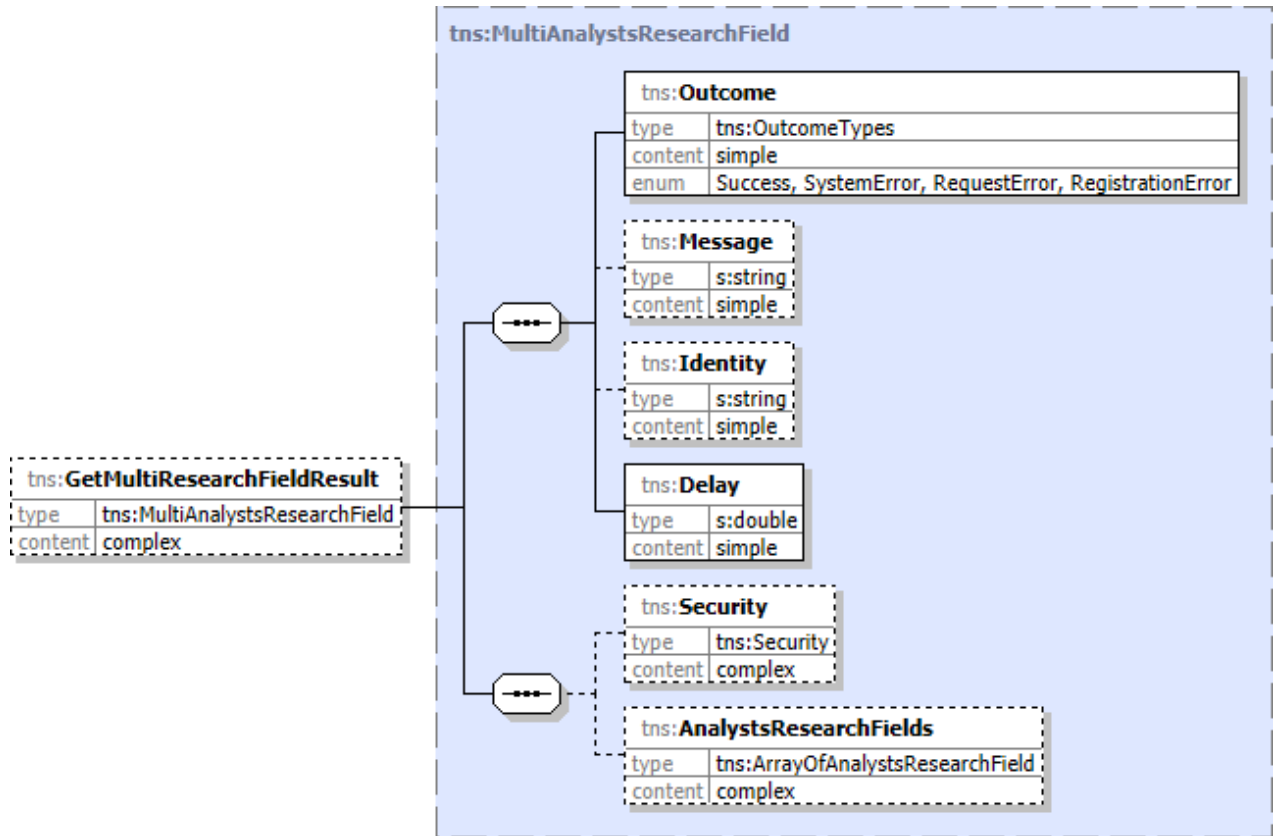 tns:MultiAnalystsResearchField
tns:Outcome
type tns:OutcomeTypes
content simple
enum Success, SystemError, RequestError, RegistrationError
tns:Message
type s:string
content simple
tns:Identity
type s:string
content simple
tns:GetMultiResearchFieldResult
type tns:MultiAnalystsResearchField
content complex
tns:Delay
type s:double
content simple
tns:Security
type tns:Security
content complex
tns:AnalystsResearchFields
type tns:ArrayOfAnalystsResearchField
content complex